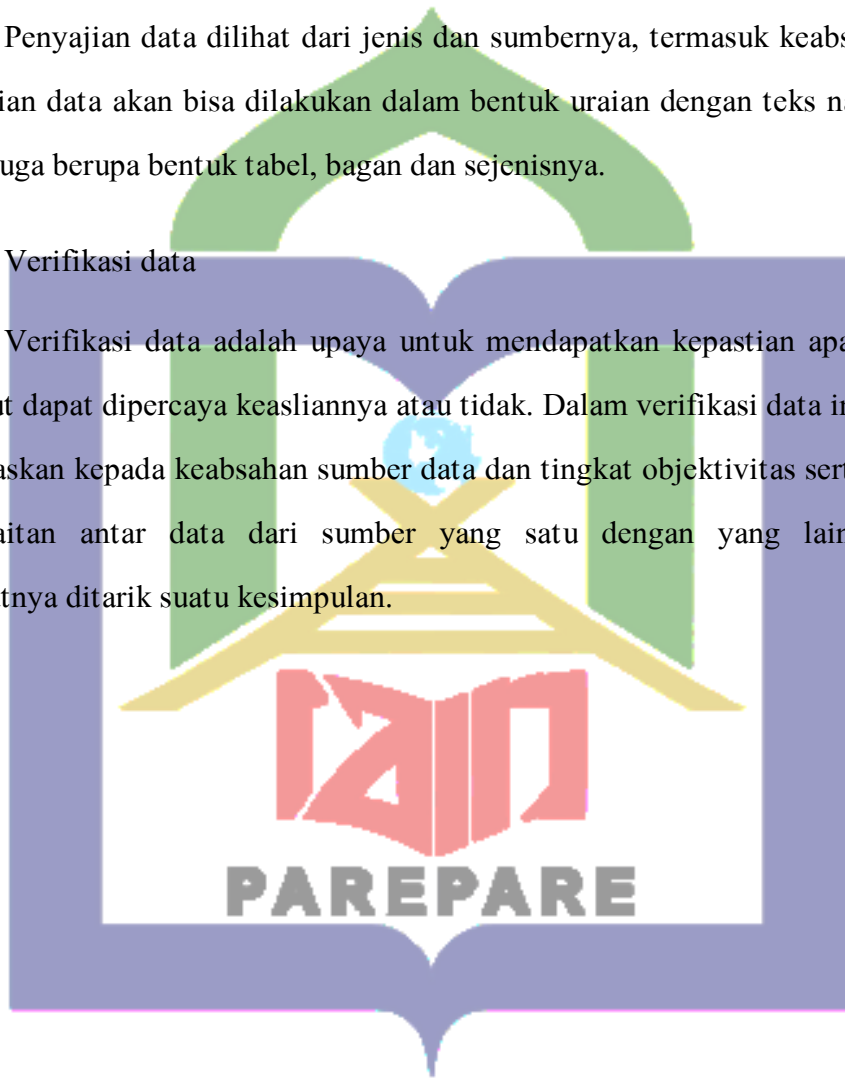 Penyajian data dilihat dari jenis dan sumbernya, termasuk keabs
ian data akan bisa dilakukan dalam bentuk uraian dengan teks na
uga berupa bentuk tabel, bagan dan sejenisnya.
Verifikasi data
Verifikasi data adalah upaya untuk mendapatkan kepastian apa
ut dapat dipercaya keasliannya atau tidak. Dalam verifikasi data in
askan kepada keabsahan sumber data dan tingkat objektivitas sert
aitan antar data dari sumber yang satu dengan yang lain
tnya ditarik suatu kesimpulan.
iain
PAREPARE